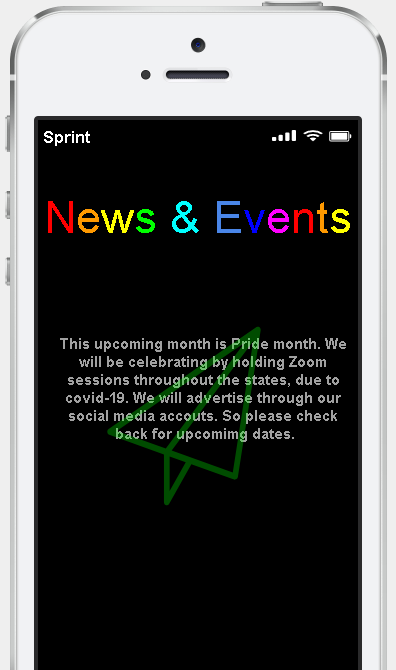 Sprint
News & Events
This upcoming month is Pride month. We
will be celebrating by holding Zoom
sessions throughout the states, due to
covid-19. We will advertise through our
social media accouts. So please check
back for upcomimg dates.